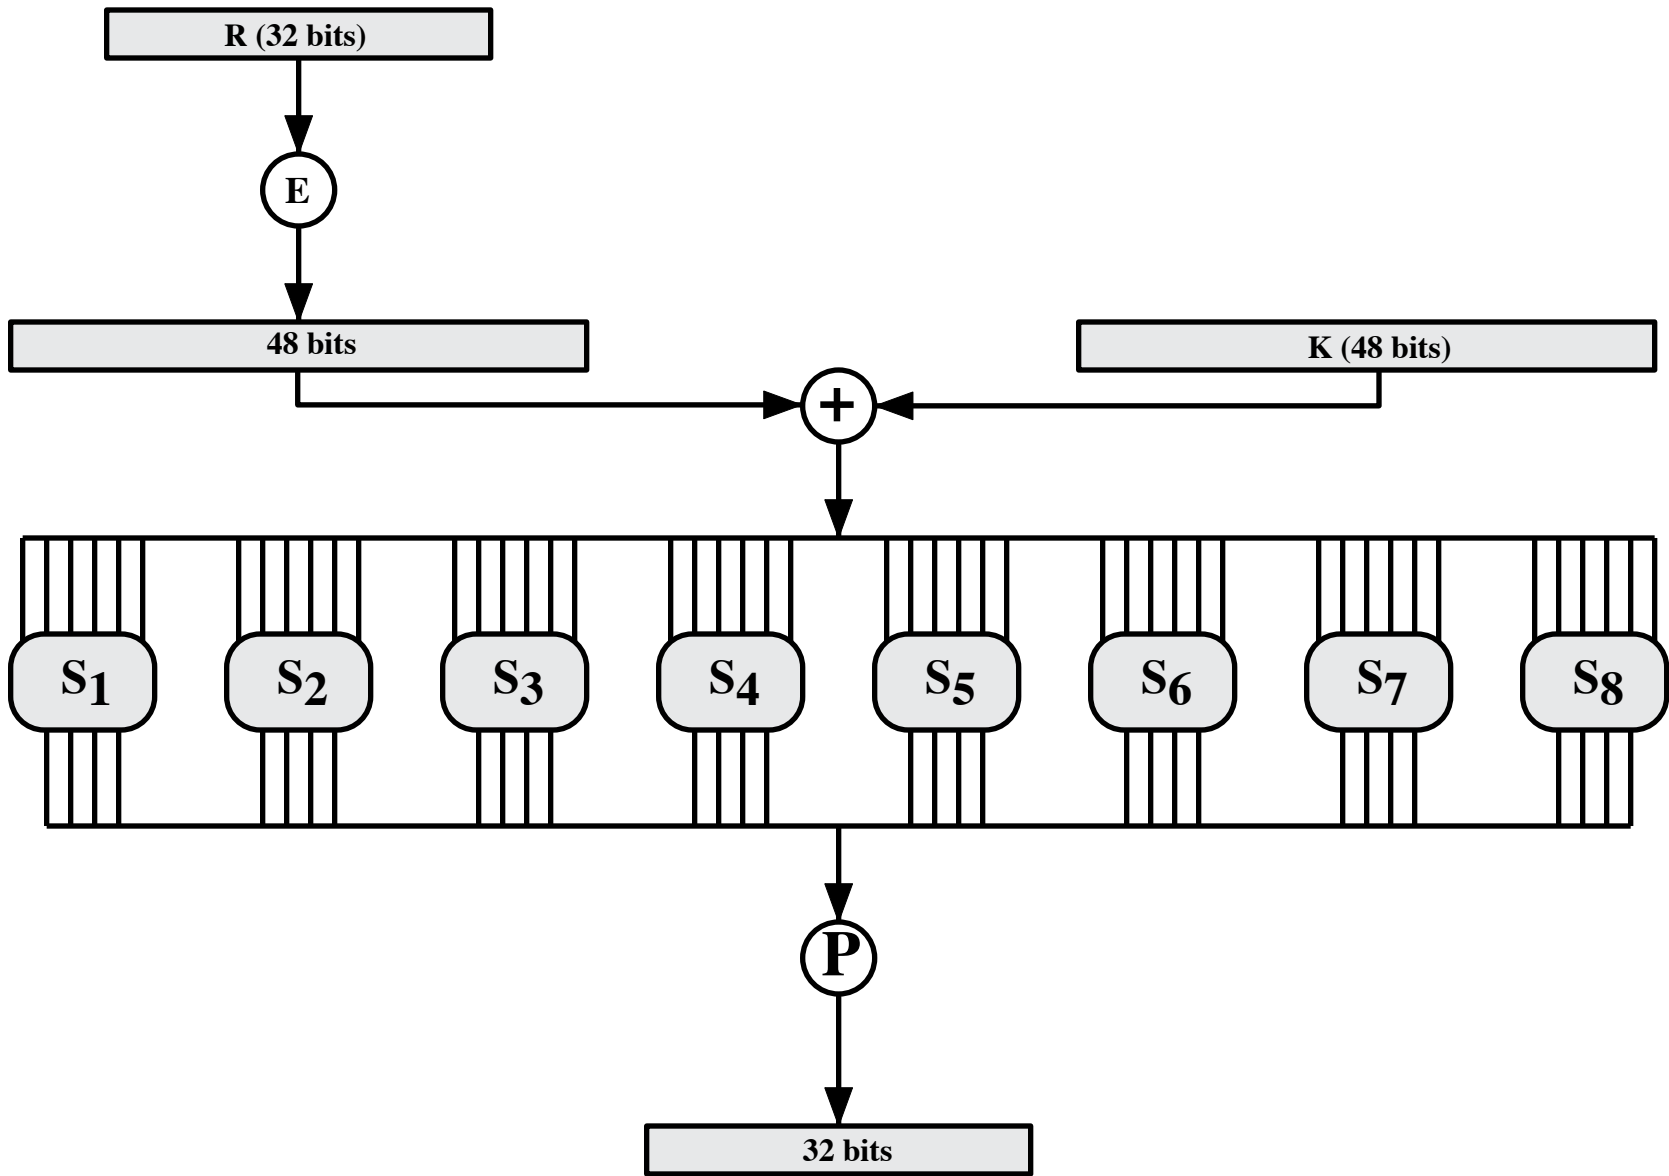 R (32 bits)
E
48 bits
K (48 bits)
+
S1 S2 S3 S4 S5 S6 S7 S8
P
32 bits